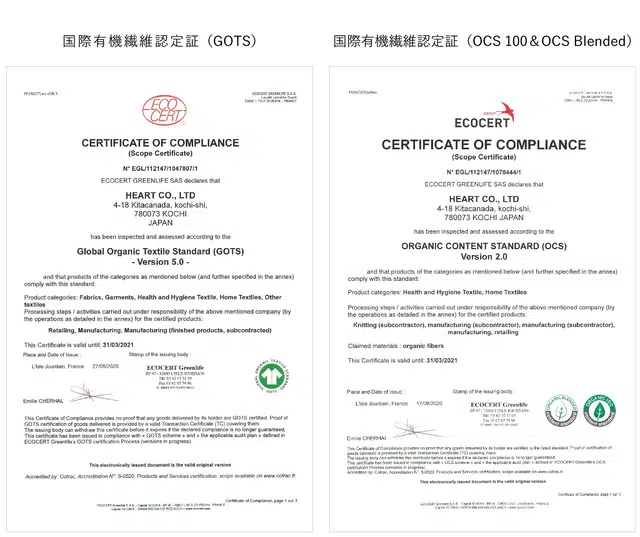 国際有機繊維認定証（GOTS）
ECOCERT GREENLIFE S.A.S.
ECO
CERT
CERTIFICATE OF COMPLIANCE
(Scope Certificate)
N° EGL/112147/1047807/1
ECOCERT GREENLIFE SAS declares that
HEART CO., LTD
4-18 Kitacanada, kochi-shi,
780073 KOCHI
JAPAN
has been inspected and assessed according to the
Global Organic Textile Standard (GOTS)
- Version 5.0 -
and that products of the categories as mentioned below (and further specified in the annex)
comply with this standard:
Product categories: Fabrics, Garments, Health and Hygiene Textile, Home Textiles, Other
textiles
Processing steps / activities carried out under responsibility of the above mentioned company (by
the operations as detailed in the annex) for the certified products:
Retailing, Manufacturing, Manufacturing (finished products, subcontracted)
This Certificate is valid until: 31/03/2021
Place and Date of Issue :
Stamp of the issuing body :
L'Isle Jourdain, France 27/05/2020
ECOCERT Greenlife
Emilie CHERHAL
This Certificate of Compliance provides no proof that any goods delivered by its holder are GOTS certified. Proof of
GOTS certification of goods delivered is provided by a valid Transaction Certificate (TC) covering them.
The issuing body can withdraw this certificate before it expires if the declared compliance is no longer guaranteed.
This certificate has been issued in compliance with « GOTS scheme » and « the applicable audit plan » defined in
ECOCERT Greenlife's GOTS certification Process (versions in progress).
This electronically issued document is the valid original version
Accredited by: Cofrac, Accreditation N°: 5-0520, Products and Services certification, scope available on www.cofrac.fr
Certificate of Compliance, page 1 sur 3
国際有機繊維認定証（OCS 100＆OCS Blended）
ECOCERT
CERTIFICATE OF COMPLIANCE
(Scope Certificate)
N° EGL/112147/1078444/1
ECOCERT GREENLIFE SAS declares that
HEART CO., LTD
4-18 Kitacanada, kochi-shi,
780073 KOCHI
JAPAN
has been inspected and assessed according to the
ORGANIC CONTENT STANDARD (OCS)
Version 2.0
and that products of the categories as mentioned below (and further specified in the annex)
comply with this standard:
Product categories: Health and Hygiene Textile, Home Textiles
Processing steps / activities carried out under responsibility of the above mentioned company (by
the operations as detailed in the annex) for the certified products:
Knitting (subcontractor), manufacturing (subcontractor), manufacturing (subcontractor),
manufacturing, retailing
Claimed materials : organic fibers
This Certificate is valid until: 31/03/2021
Place and Date of issue :
Stamp of the issuing body :
L'Isle Jourdain, France 17/08/2020
ECOCERT Greenlife
ORGANIC BLENDED
ORGANIC 100
Emilie CHERHAL
This Certificate of Compliance provides no proof that any goods delivered by its holder are certified to the standard. Proof of certification of
goods delivered is provided by a valid Transaction Certificate (TC) covering them.
The issuing body can withdraw this certificate before it expires if the declared compliance is no longer guaranteed.
This certificate has been issued in compliance with « OCS scheme » and « the applicable audit plan » defined in ECOCERT Greenlife's OCS
certification Process (versions in progress).
Accredited by: Cofrac, Accreditation N°: 5-0520, Products and Services certification, scope available on www.cofrac.fr
This electronically issued document is the valid original version
Certificate of Compliance, page 1 sur 3